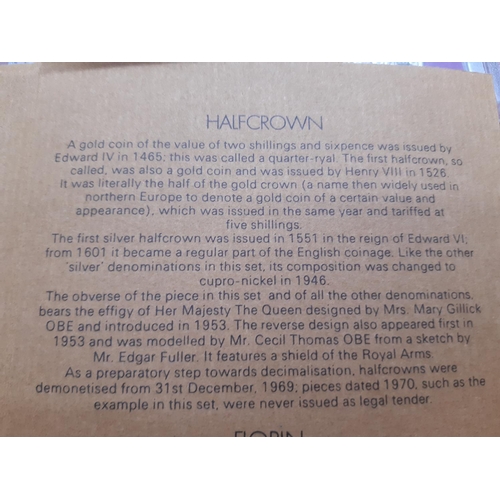 HALFCROWN
A gold coin of the value of two shillings and sixpence was issued by
Edward IV in 1465; this was called a quarter-ryal. The first halfcrown, so
called, was also a gold coin and was issued by Henry VIII in 1526.
It was literally the half of the gold crown (a name then widely used in
northern Europe to denote a gold coin of a certain value and
appearance), which was issued in the same year and tariffed at
five shillings.
The first silver halfcrown was issued in 1551 in the reign of Edward VI;
from 1601 it became a regular part of the English coinage. Like the other
'silver' denominations in this set, its composition was changed to
cupro-nickel in 1946.
The obverse of the piece in this set and of all the other denominations,
bears the effigy of Her Majesty The Queen designed by Mrs. Mary Gillick
OBE and introduced in 1953. The reverse design also appeared first in
1953 and was modelled by Mr. Cecil Thomas OBE from a sketch by
Mr. Edgar Fuller. It features a shield of the Royal Arms.
As a preparatory step towards decimalisation, halfcrowns were
demonetised from 31st December, 1969; pieces dated 1970, such as the
example in this set, were never issued as legal tender.
FLORIN